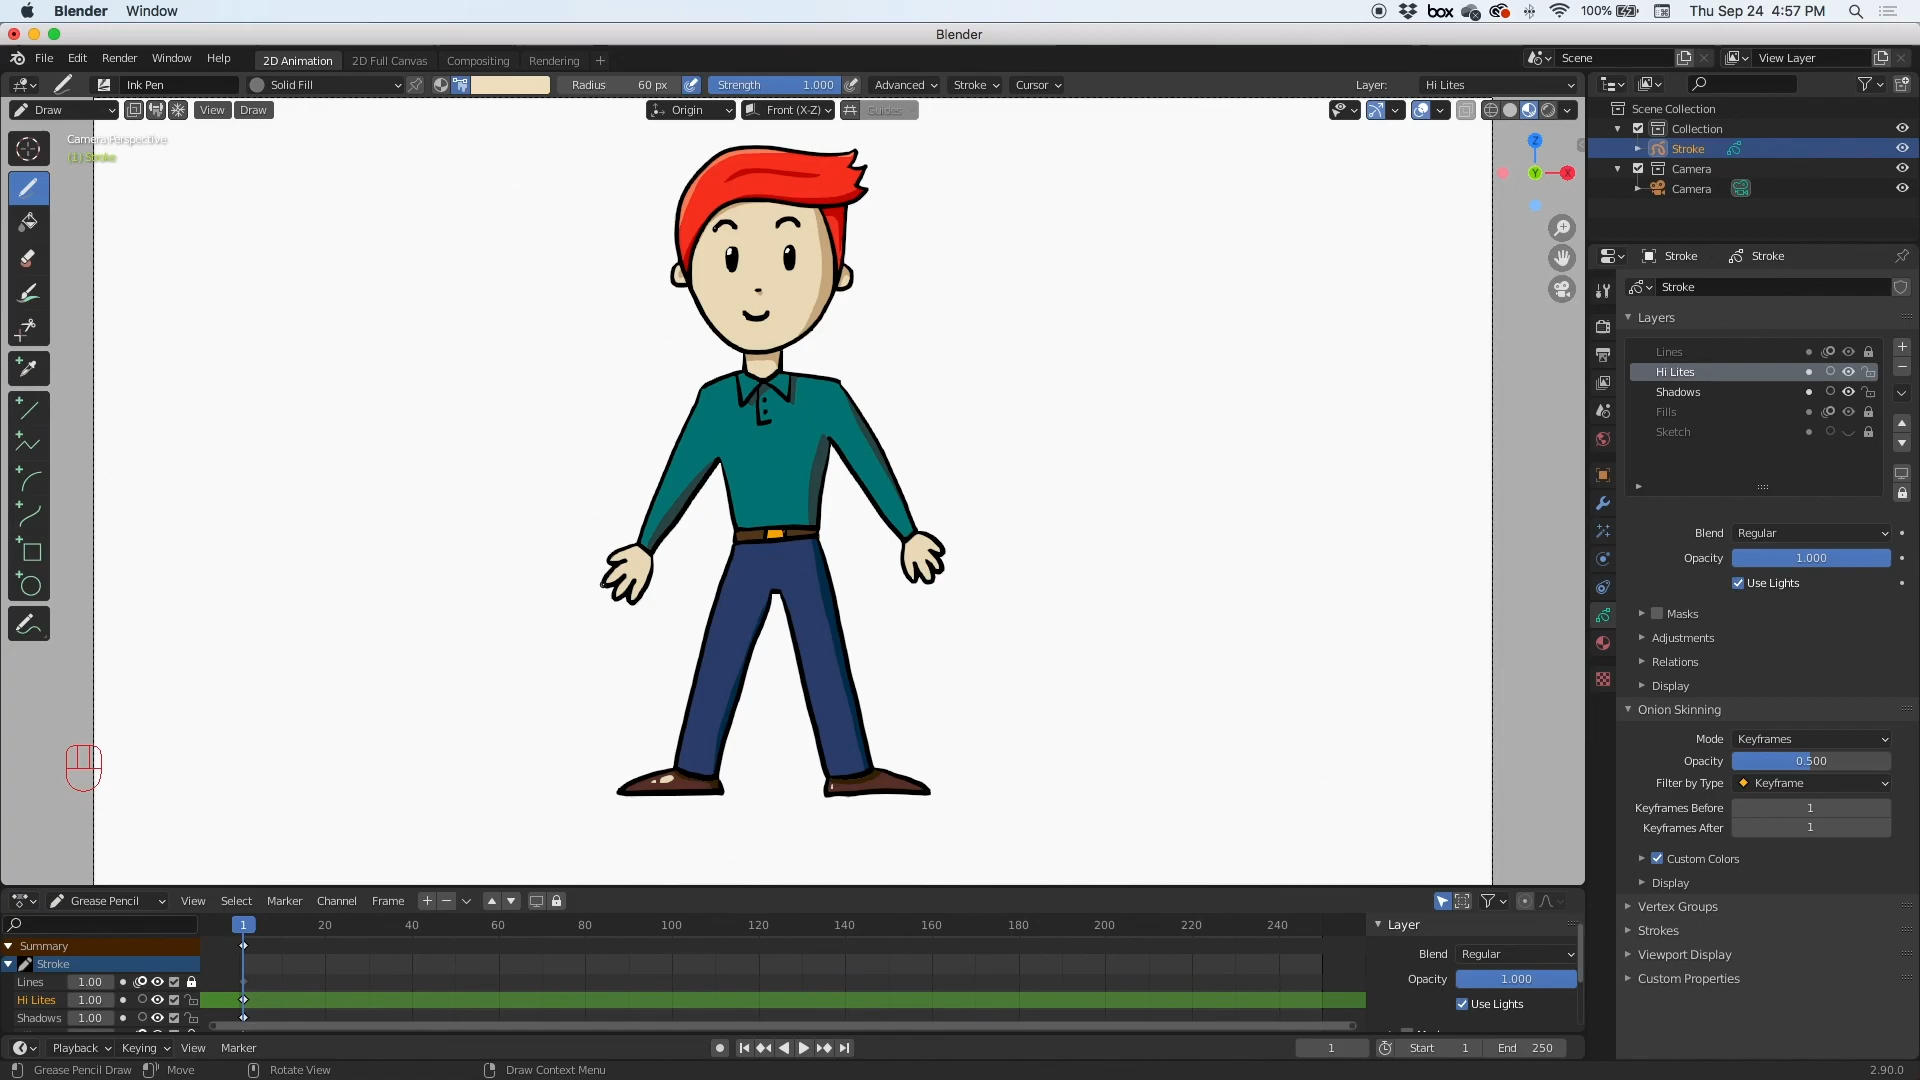 Blender Window box 100% Thu Sep 24 4:57 PM
Blender
File Edit Render Window Help 2D Animation 2D Full Canvas Compositing Rendering + Scene View Layer
Ink Pen Solid Fill Radius 60 px Strength 1.000 Advanced Stroke Cursor Layer: Hi Lites
Draw View Draw Origin Front (X-Z) Guides
Scene Collection
Collection
Stroke
Camera
Camera
Camera Perspective
(1) Stroke
Z
Y X
Stroke Stroke
Stroke
Layers
Lines
Hi Lites
Shadows
Fills
Sketch
Blend Regular
Opacity 1.000
Use Lights
Masks
Adjustments
Relations
Display
Onion Skinning
Mode Keyframes
Opacity 0.500
Filter by Type Keyframe
Keyframes Before 1
Keyframes After 1
Custom Colors
Display
Vertex Groups
Strokes
Viewport Display
Custom Properties
Grease Pencil View Select Marker Channel Frame
1 20 40 60 80 100 120 140 160 180 200 220 240
Summary
Stroke
Lines 1.00
Hi Lites 1.00
Shadows 1.00
Layer
Blend Regular
Opacity 1.000
Use Lights
Playback Keying View Marker 1 Start 1 End 250
Grease Pencil Draw Move Rotate View Draw Context Menu 2.90.0